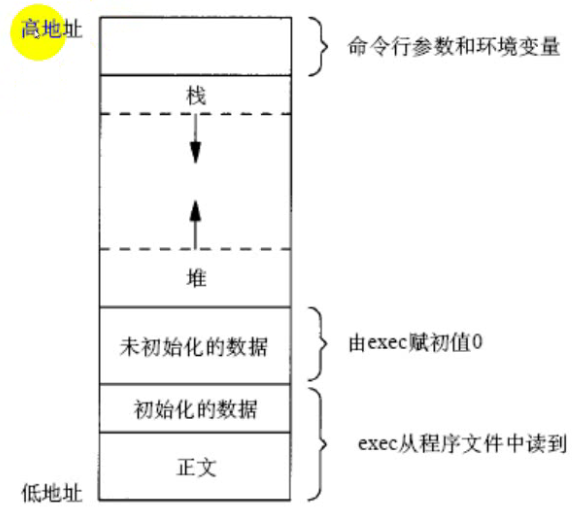 高地址
命令行参数和环境变量
栈
堆
未初始化的数据
由exec赋初值0
初始化的数据
exec从程序文件中读到
正文
低地址